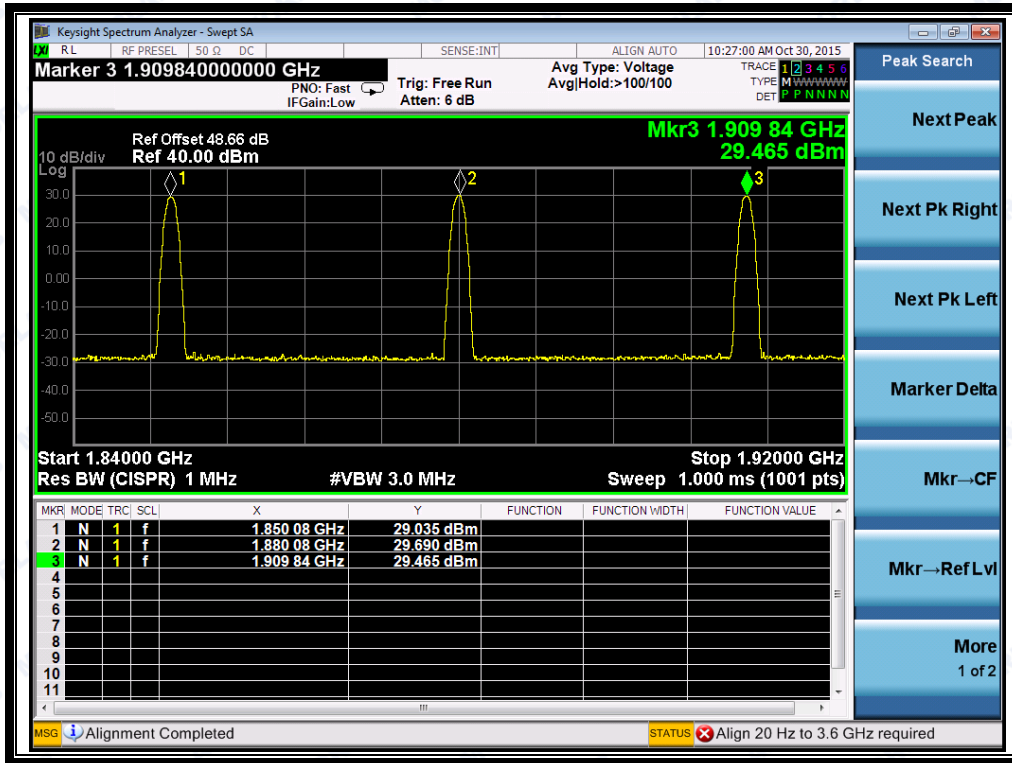 Keysight Spectrum Analyzer - Swept SA
LXI RL RF PRESEL 50 Ω DC SENSE:INT ALIGN AUTO 10:27:00 AM Oct 30, 2015
Marker 3 1.909840000000 GHz
PNO: Fast
IFGain:Low
Trig: Free Run
Atten: 6 dB
Avg Type: Voltage
Avg|Hold:>100/100
TRACE 1 2 3 4 5 6
TYPE MWWWWW
DET P P N N N N
Ref Offset 48.66 dB
10 dB/div Ref 40.00 dBm
Log
Mkr3 1.909 84 GHz
29.465 dBm
1 2 3
30.0
20.0
10.0
0.00
-10.0
-20.0
-30.0
-40.0
-50.0
Start 1.84000 GHz Stop 1.92000 GHz
Res BW (CISPR) 1 MHz #VBW 3.0 MHz Sweep 1.000 ms (1001 pts)
MKR MODE TRC SCL X Y FUNCTION FUNCTION WIDTH FUNCTION VALUE
1 N 1 f 1.850 08 GHz 29.035 dBm
2 N 1 f 1.880 08 GHz 29.690 dBm
3 N 1 f 1.909 84 GHz 29.465 dBm
4
5
6
7
8
9
10
11
MSG Alignment Completed STATUS Align 20 Hz to 3.6 GHz required
Peak Search
Next Peak
Next Pk Right
Next Pk Left
Marker Delta
Mkr→CF
Mkr→Ref Lvl
More
1 of 2